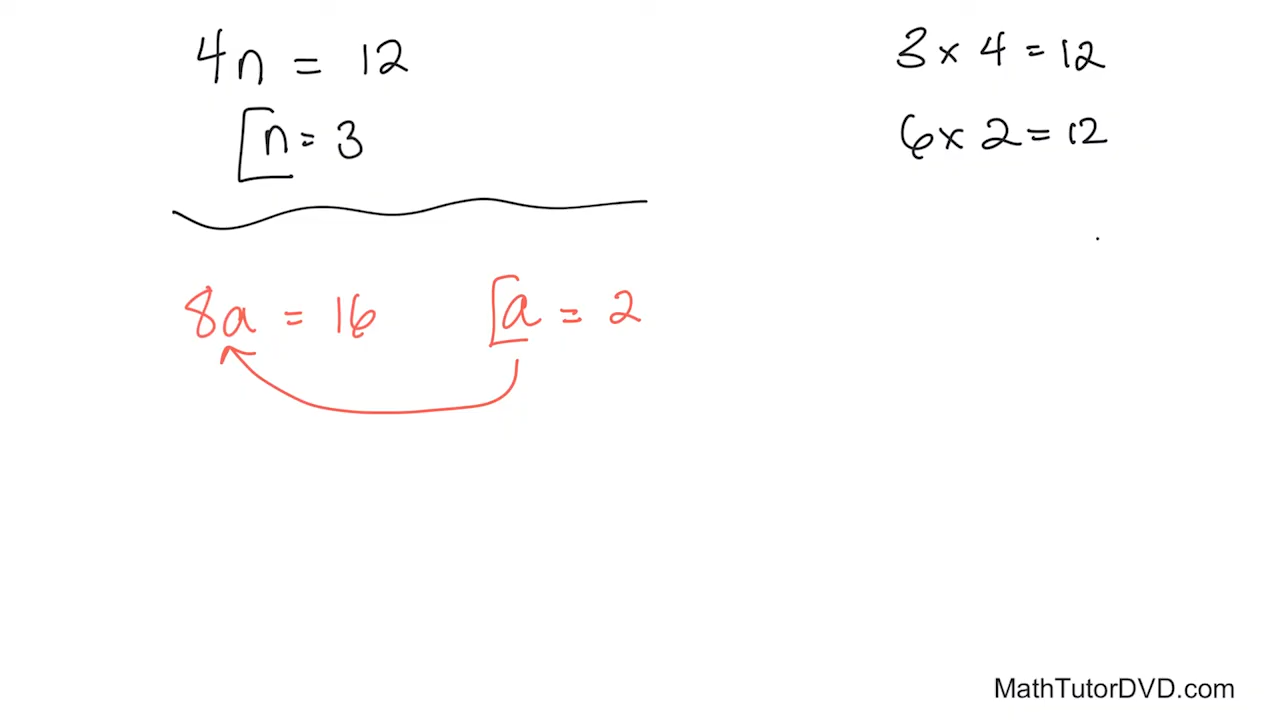 4n = 12
n = 3
3 x 4 = 12
6 x 2 = 12
8a = 16
a = 2
MathTutorDVD.com